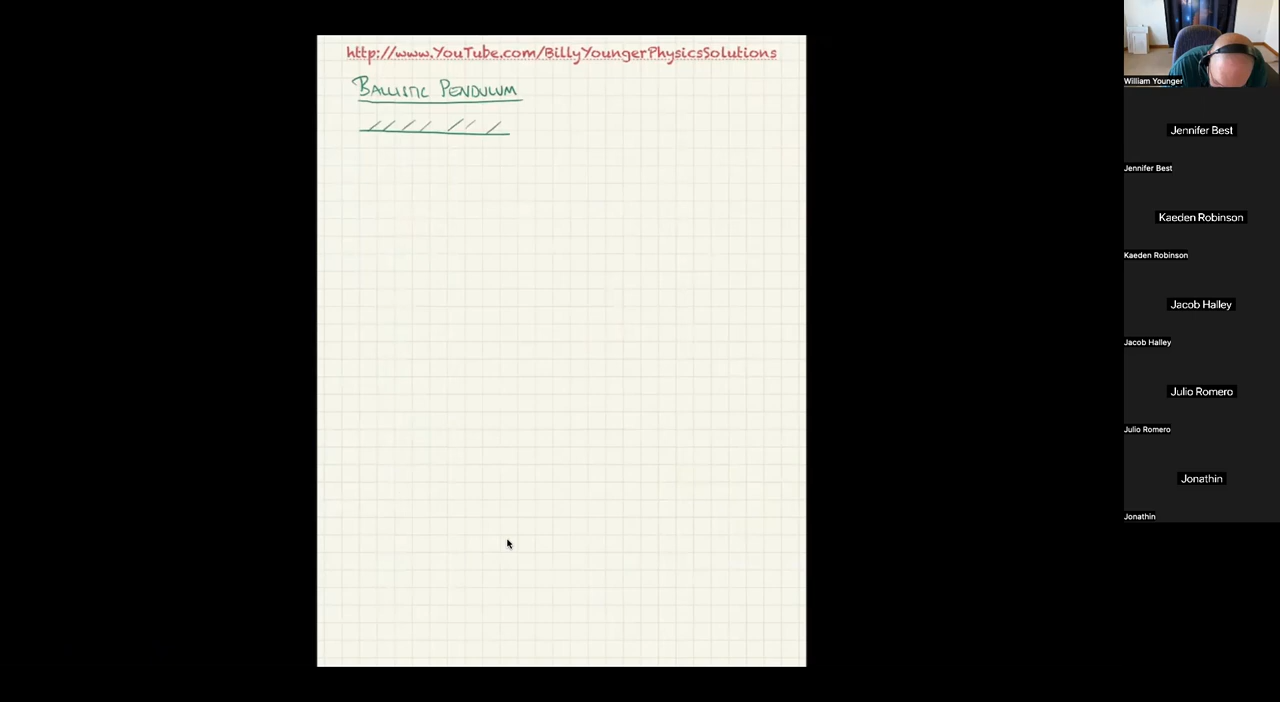 http://www.YouTube.com/BillyYoungerPhysicsSolutions
BALLISTIC PENDULUM
William Younger
Jennifer Best
Jennifer Best
Kaeden Robinson
Kaeden Robinson
Jacob Halley
Jacob Halley
Julio Romero
Julio Romero
Jonathin
Jonathin